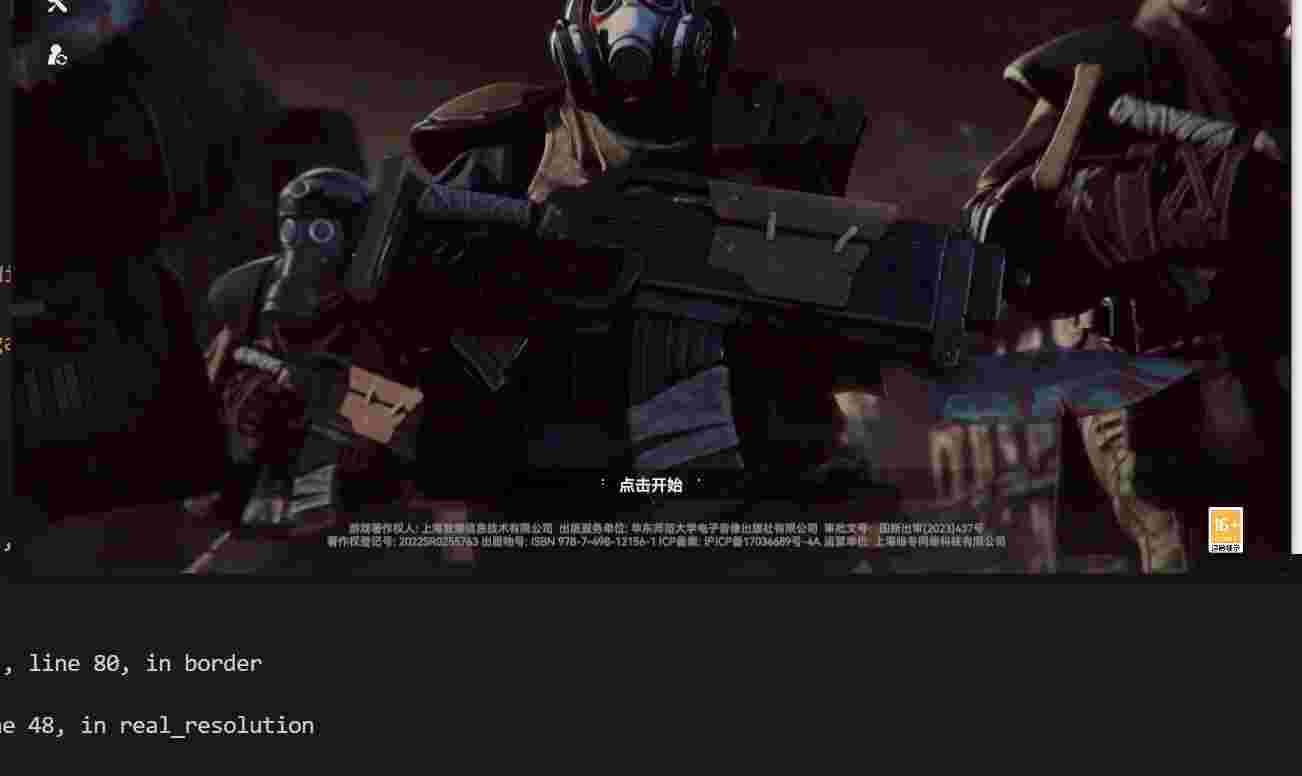 点击开始
游戏著作权人: 上海散爆信息技术有限公司 出版服务单位: 华东师范大学电子音像出版社有限公司 审批文号: 国新出审[2023]437号
著作权登记号: 2022SR0255763 出版物号: ISBN 978-7-498-12156-1 ICP备案: 沪ICP备17036689号-4A 运营单位: 上海 网络科技有限公司
16+
适龄提示
, line 80, in border
e 48, in real_resolution